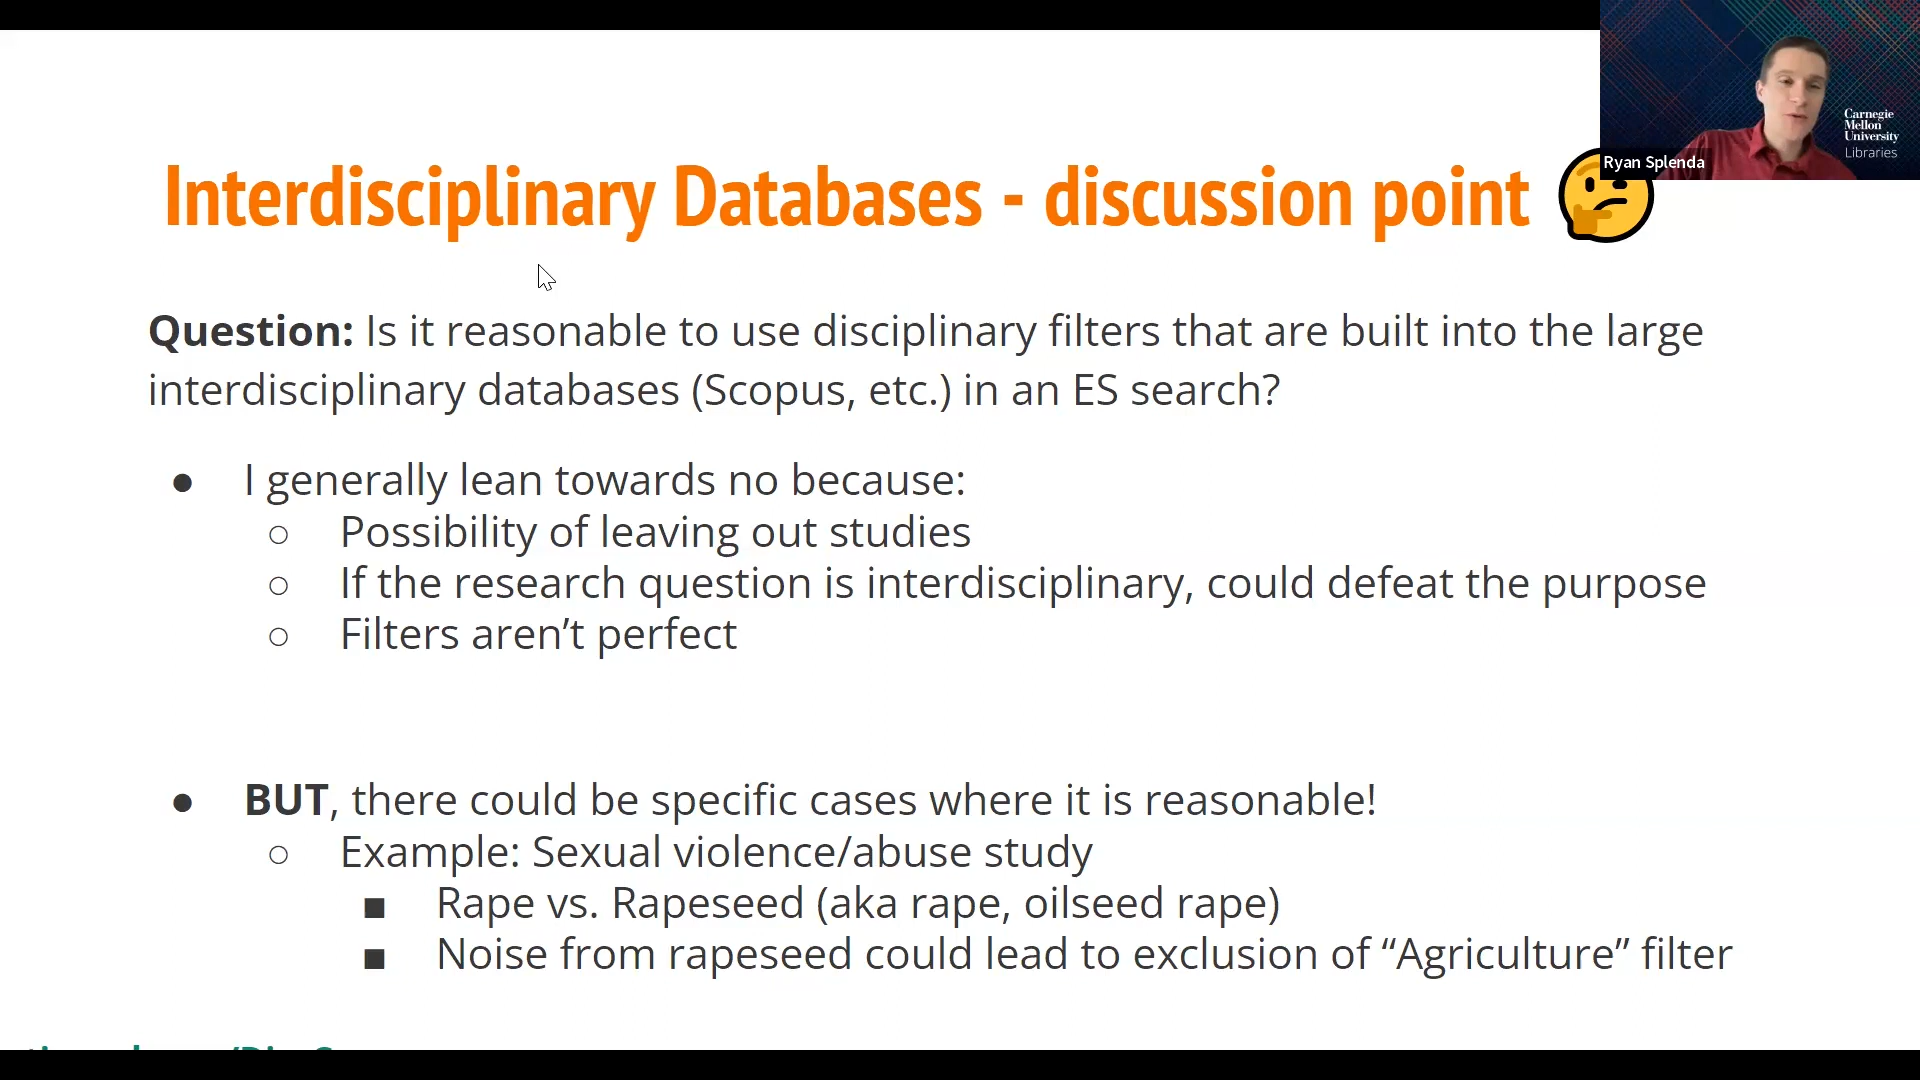 Carnegie
Mellon
University
Libraries
Ryan Splenda
Interdisciplinary Databases - discussion point
Question: Is it reasonable to use disciplinary filters that are built into the large
interdisciplinary databases (Scopus, etc.) in an ES search?
● I generally lean towards no because:
○ Possibility of leaving out studies
○ If the research question is interdisciplinary, could defeat the purpose
○ Filters aren’t perfect
● BUT, there could be specific cases where it is reasonable!
○ Example: Sexual violence/abuse study
■ Rape vs. Rapeseed (aka rape, oilseed rape)
■ Noise from rapeseed could lead to exclusion of “Agriculture” filter